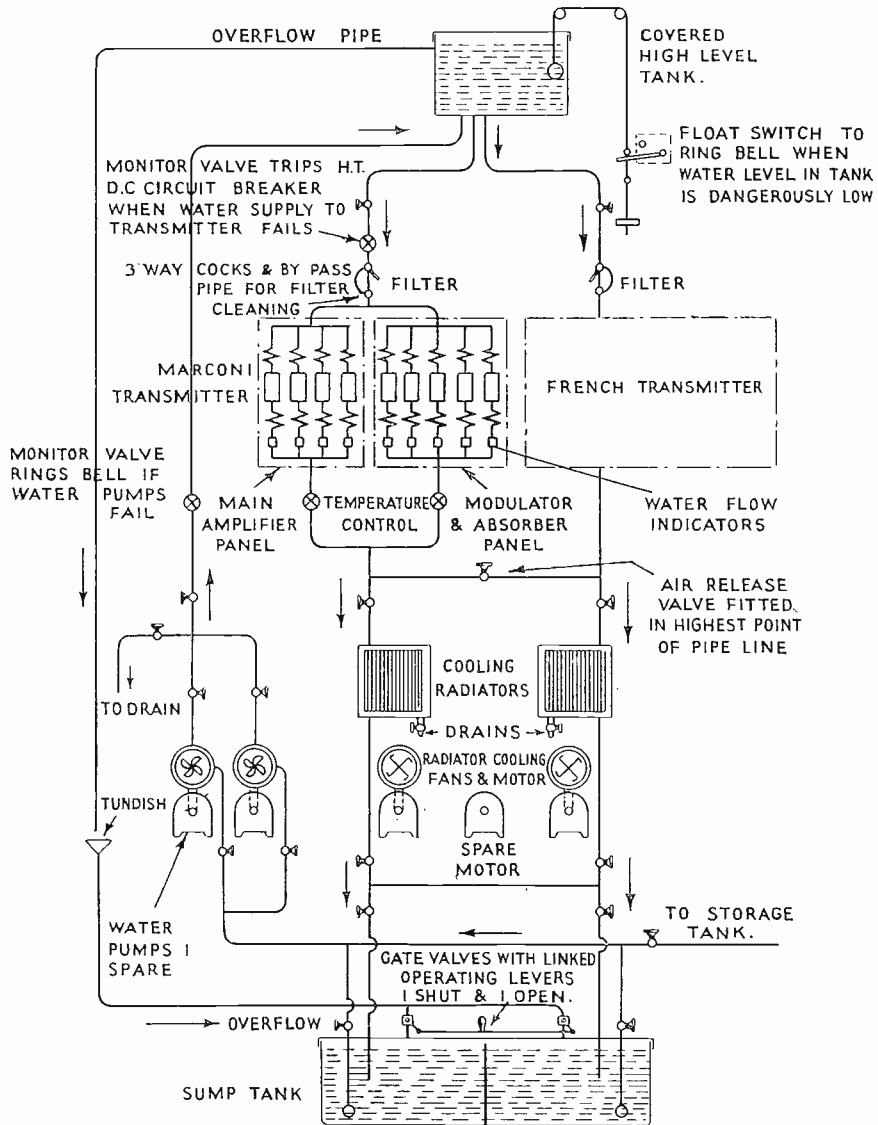 OVERFLOW PIPE
COVERED
HIGH LEVEL
TANK.
FLOAT SWITCH TO
RING BELL WHEN
WATER LEVEL IN TANK
IS DANGEROUSLY LOW
MONITOR VALVE TRIPS H.T.
D.C CIRCUIT BREAKER
WHEN WATER SUPPLY TO
TRANSMITTER FAILS
3 WAY COCKS & BY PASS
PIPE FOR FILTER
CLEANING
FILTER
FILTER
MARCONI
TRANSMITTER
FRENCH TRANSMITTER
MONITOR VALVE
RINGS BELL IF
WATER PUMPS
FAIL
MAIN
AMPLIFIER
PANEL
TEMPERATURE
CONTROL
MODULATOR
& ABSORBER
PANEL
WATER FLOW
INDICATORS
AIR RELEASE
VALVE FITTED
IN HIGHEST POINT
OF PIPE LINE
COOLING
RADIATORS
TO DRAIN
DRAINS
RADIATOR COOLING
FANS & MOTOR
TUNDISH
SPARE
MOTOR
WATER
PUMPS 1
SPARE
TO STORAGE
TANK.
GATE VALVES WITH LINKED
OPERATING LEVERS
1 SHUT & 1 OPEN.
OVERFLOW
SUMP TANK